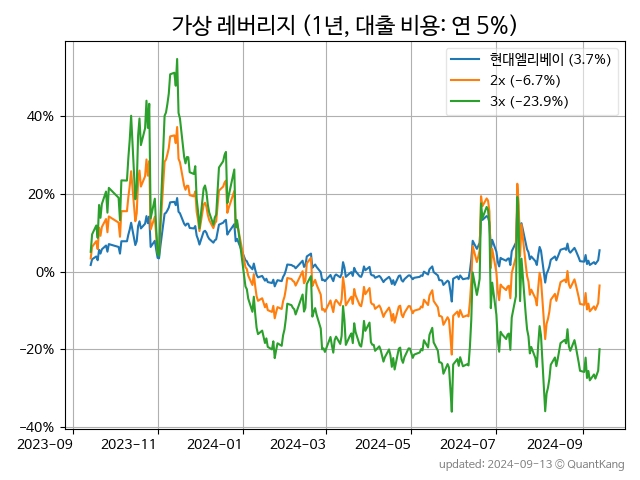 가상 레버리지 (1년, 대출 비용: 연 5%)
현대엘리베이 (3.7%)
2x (−6.7%)
3x (−23.9%)
40%
20%
0%
−20%
−40%
2023-09 2023-11 2024-01 2024-03 2024-05 2024-07 2024-09
updated: 2024-09-13 © QuantKang